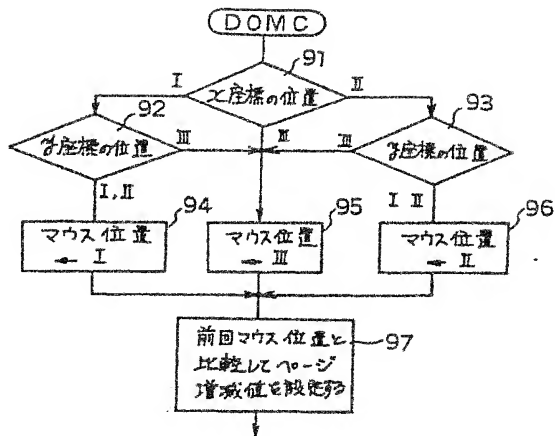 DOMC
91
I
x座標の位置
II
92
93
III
III
III
y座標の位置
y座標の位置
I,II
I II
94
95
96
マウス位置
← I
マウス位置
← III
マウス位置
← II
97
前回マウス位置と
比較してページ
増減値を設定する